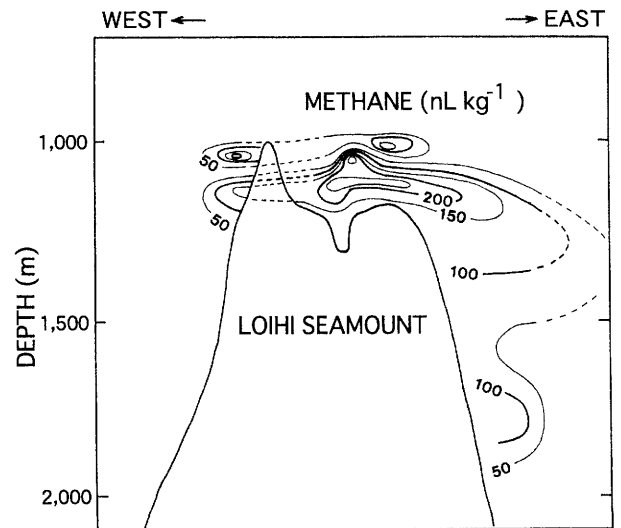 WEST ← → EAST
METHANE (nL kg⁻¹ )
1,000
50
200
150
50
100
DEPTH (m)
1,500
LOIHI SEAMOUNT
100
50
2,000